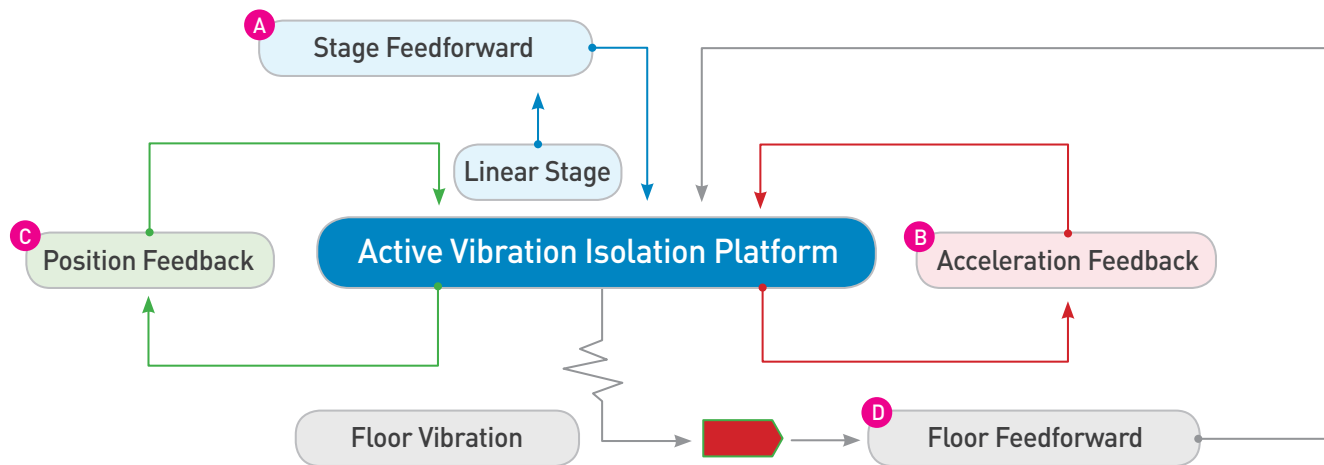 A
Stage Feedforward
Linear Stage
C
Position Feedback
Active Vibration Isolation Platform
B
Acceleration Feedback
Floor Vibration
D
Floor Feedforward